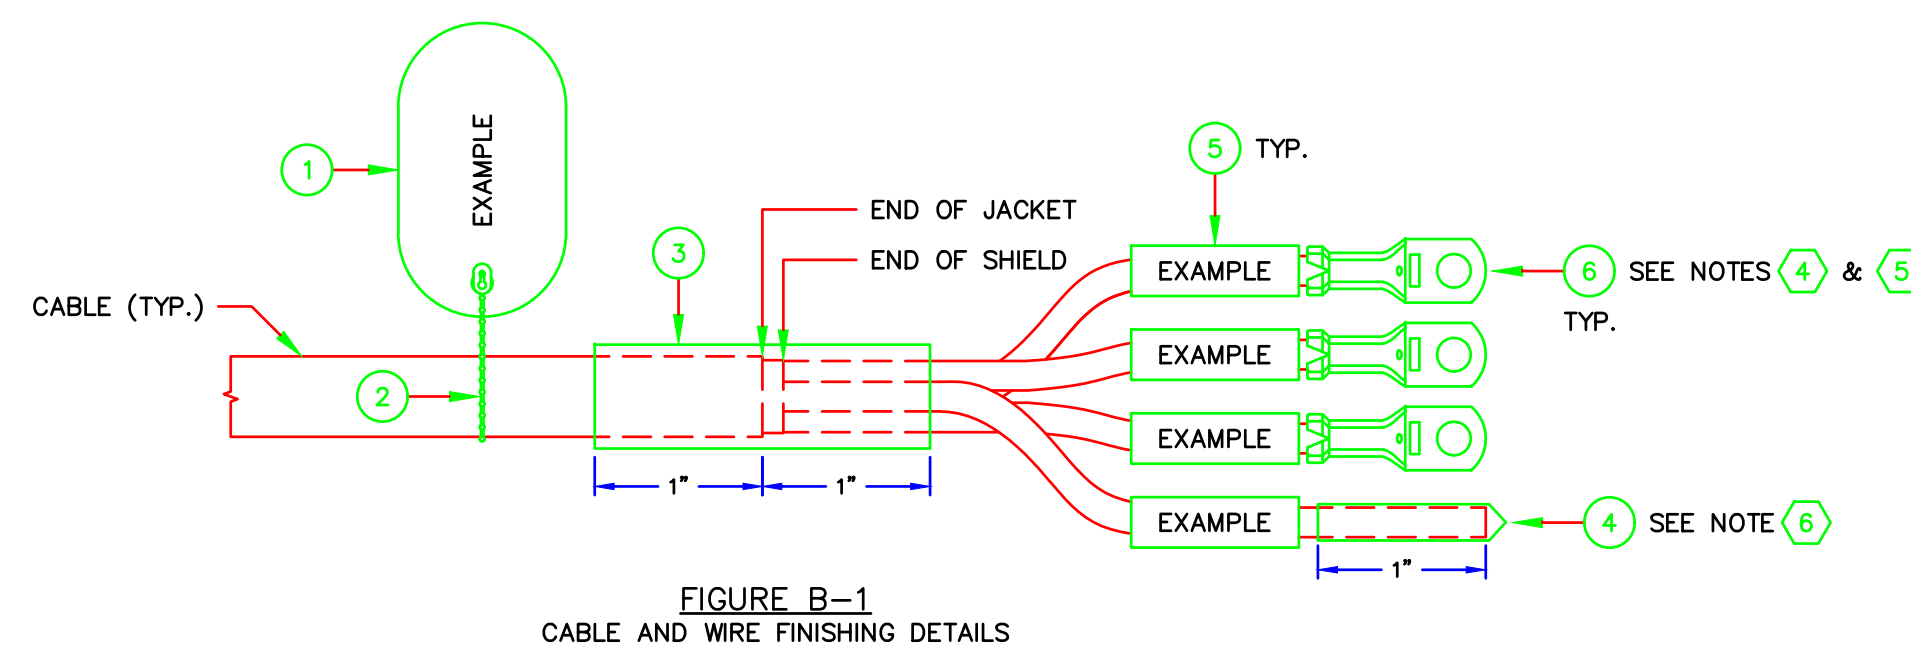 1
EXAMPLE
5 TYP.
END OF JACKET
3
END OF SHIELD
EXAMPLE
6 SEE NOTES 4 & 5
CABLE (TYP.)
TYP.
EXAMPLE
2
EXAMPLE
1" 1"
EXAMPLE
4 SEE NOTE 6
1"
FIGURE B-1
CABLE AND WIRE FINISHING DETAILS